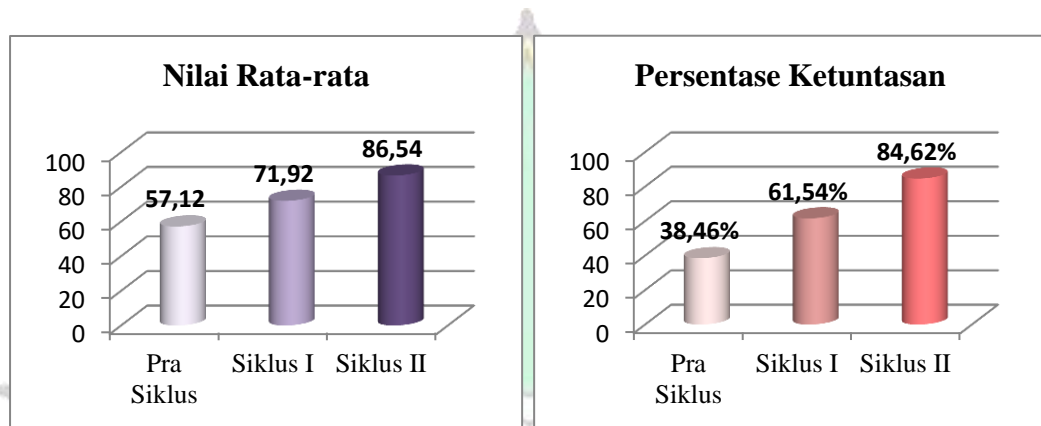 Nilai Rata-rata
100
80
60
40
20
0
57,12
71,92
86,54
Pra
Siklus
Siklus I
Siklus II
Persentase Ketuntasan
100
80
60
40
20
0
38,46%
61,54%
84,62%
Pra
Siklus
Siklus I
Siklus II